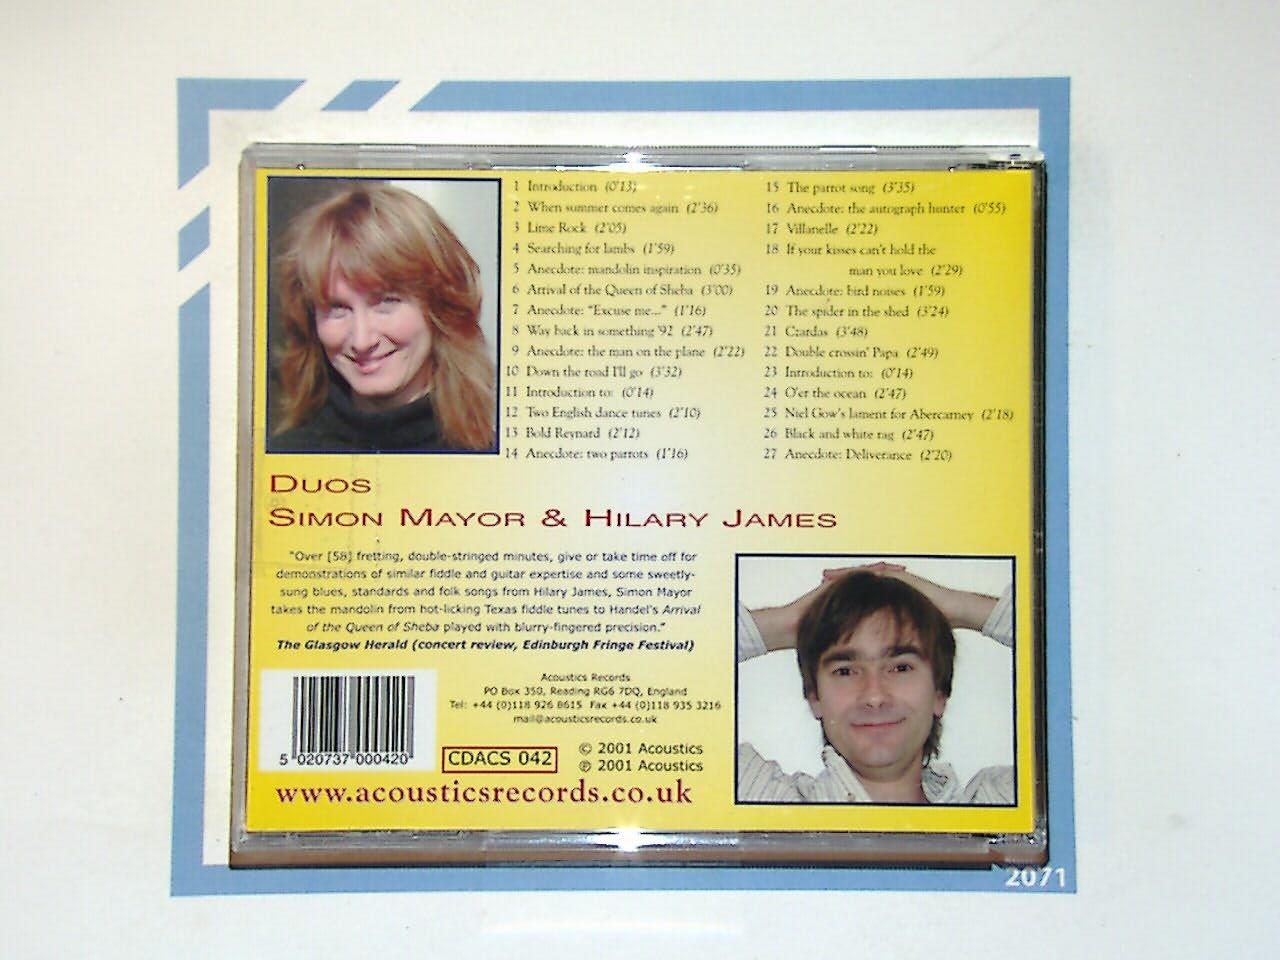 1 Introduction (0'13)
2 When summer comes again (2'36)
3 Lime Rock (2'05)
4 Searching for lambs (1'59)
5 Anecdote: mandolin inspiration (0'35)
6 Arrival of the Queen of Sheba (3'00)
7 Anecdote: "Excuse me..." (1'16)
8 Way back in something '92 (2'47)
9 Anecdote: the man on the plane (2'22)
10 Down the road I'll go (3'32)
11 Introduction to: (0'14)
12 Two English dance tunes (2'10)
13 Bold Reynard (2'12)
14 Anecdote: two parrots (1'16)
15 The parrot song (3'35)
16 Anecdote: the autograph hunter (0'55)
17 Villanelle (2'22)
18 If your kisses can't hold the
man you love (2'29)
19 Anecdote: bird noises (1'59)
20 The spider in the shed (3'24)
21 Czardas (3'48)
22 Double crossin' Papa (2'49)
23 Introduction to: (0'14)
24 O'er the ocean (2'47)
25 Niel Gow's lament for Abercarney (2'18)
26 Black and white rag (2'47)
27 Anecdote: Deliverance (2'20)
DUOS
SIMON MAYOR & HILARY JAMES
"Over [58] fretting, double-stringed minutes, give or take time off for
demonstrations of similar fiddle and guitar expertise and some sweetly-
sung blues, standards and folk songs from Hilary James, Simon Mayor
takes the mandolin from hot-licking Texas fiddle tunes to Handel's Arrival
of the Queen of Sheba played with blurry-fingered precision."
The Glasgow Herald (concert review, Edinburgh Fringe Festival)
Acoustics Records
PO Box 350, Reading RG6 7DQ, England
Tel: +44 (0)118 926 8615 Fax +44 (0)118 935 3216
mail@acousticsrecords.co.uk
5 020737 000420
CDACS 042
© 2001 Acoustics
℗ 2001 Acoustics
www.acousticsrecords.co.uk
2071